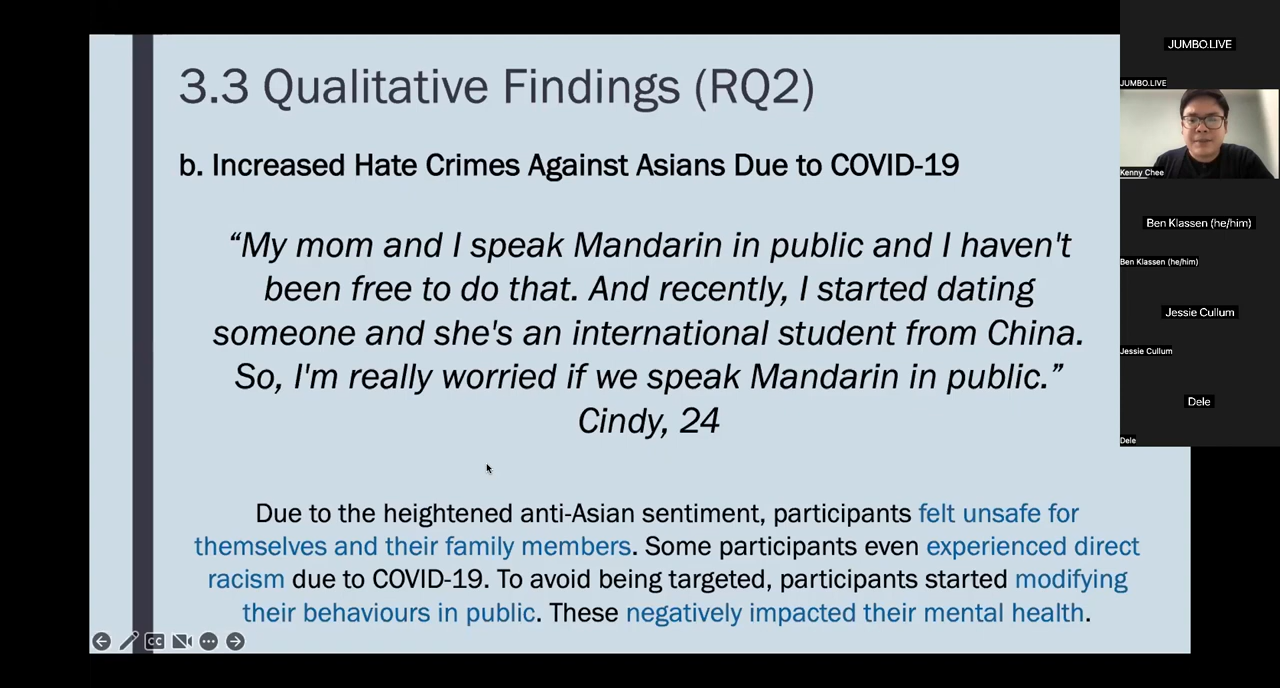 3.3 Qualitative Findings (RQ2)
b. Increased Hate Crimes Against Asians Due to COVID-19
“My mom and I speak Mandarin in public and I haven't
been free to do that. And recently, I started dating
someone and she's an international student from China.
So, I'm really worried if we speak Mandarin in public.”
Cindy, 24
Due to the heightened anti-Asian sentiment, participants felt unsafe for
themselves and their family members. Some participants even experienced direct
racism due to COVID-19. To avoid being targeted, participants started modifying
their behaviours in public. These negatively impacted their mental health.
CC
JUMBO.LIVE
JUMBO.LIVE
Kenny Chee
Ben Klassen (he/him)
Ben Klassen (he/him)
Jessie Cullum
Jessie Cullum
Dele
Dele